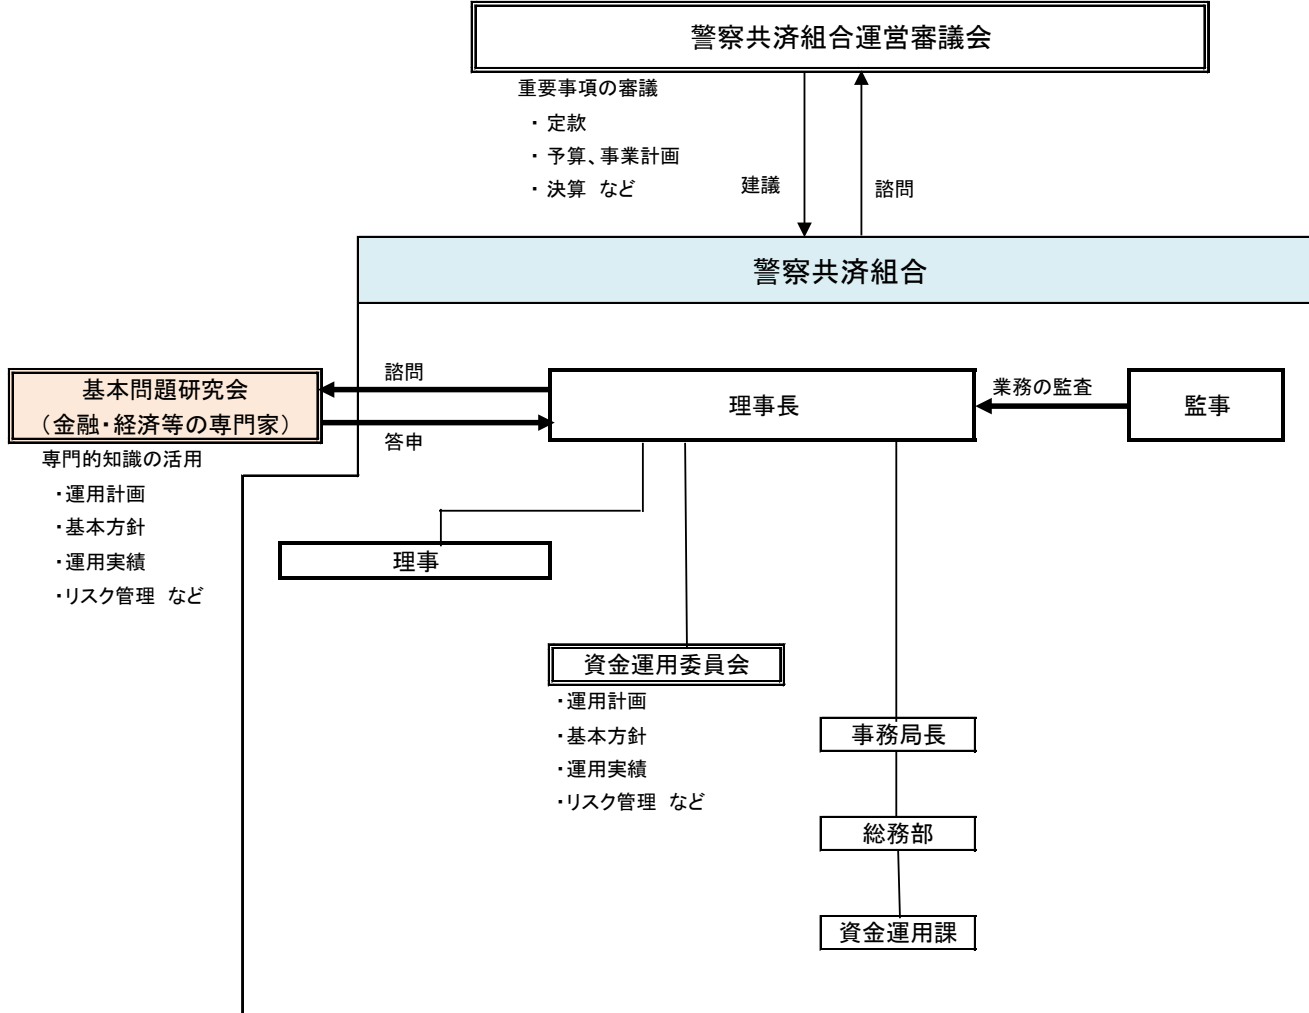 警察共済組合運営審議会
重要事項の審議
・ 定款
・ 予算、事業計画
・ 決算 など
建議
諮問
警察共済組合
諮問
基本問題研究会
（金融・経済等の専門家）
答申
理事長
業務の監査
監事
専門的知識の活用
・運用計画
・基本方針
・運用実績
・リスク管理 など
理事
資金運用委員会
・運用計画
・基本方針
・運用実績
・リスク管理 など
事務局長
総務部
資金運用課